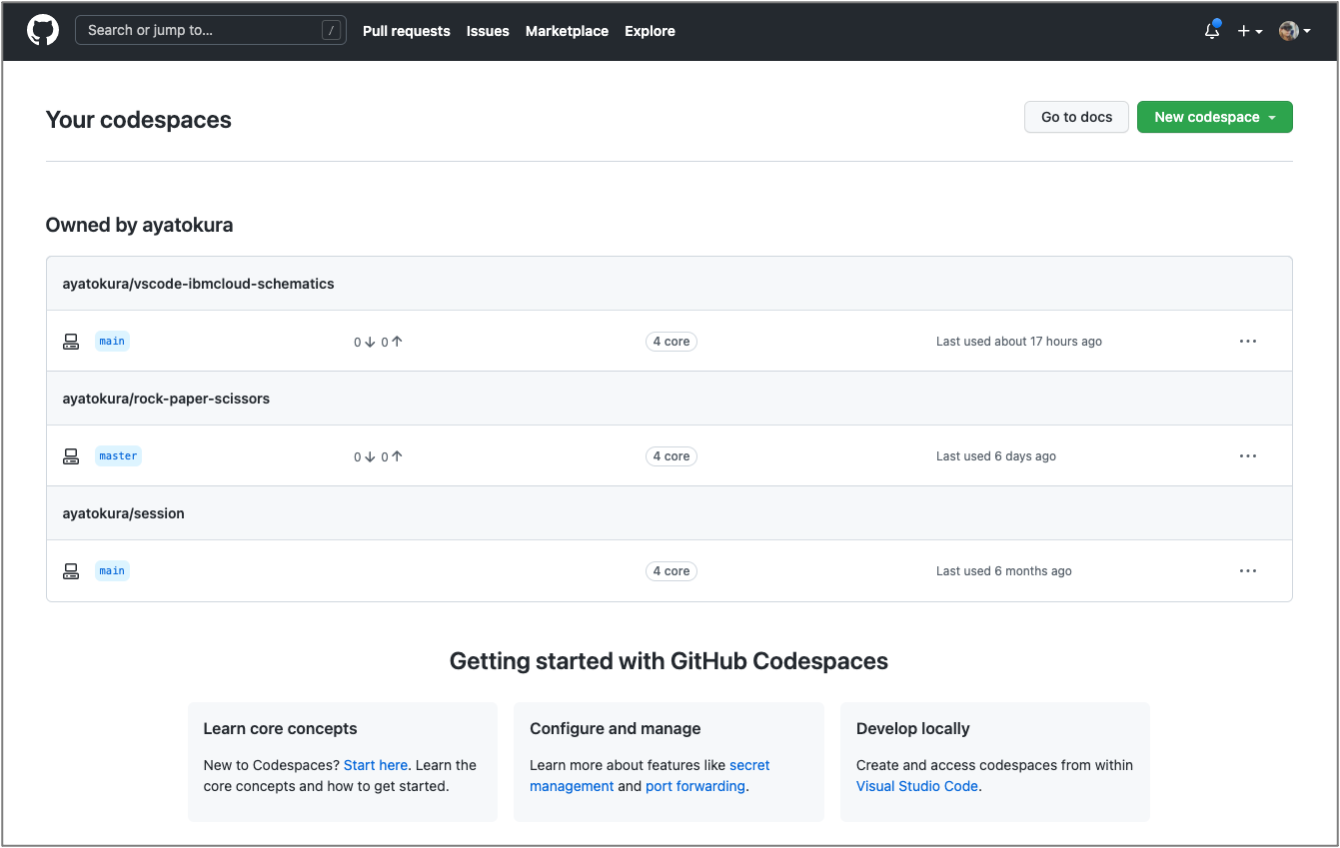 Search or jump to... /
Pull requests Issues Marketplace Explore
Your codespaces
Go to docs
New codespace
Owned by ayatokura
ayatokura/vscode-ibmcloud-schematics
main 0 ↓ 0 ↑ 4 core Last used about 17 hours ago ...
ayatokura/rock-paper-scissors
master 0 ↓ 0 ↑ 4 core Last used 6 days ago ...
ayatokura/session
main 4 core Last used 6 months ago ...
Getting started with GitHub Codespaces
Learn core concepts
New to Codespaces? Start here. Learn the
core concepts and how to get started.
Configure and manage
Learn more about features like secret
management and port forwarding.
Develop locally
Create and access codespaces from within
Visual Studio Code.